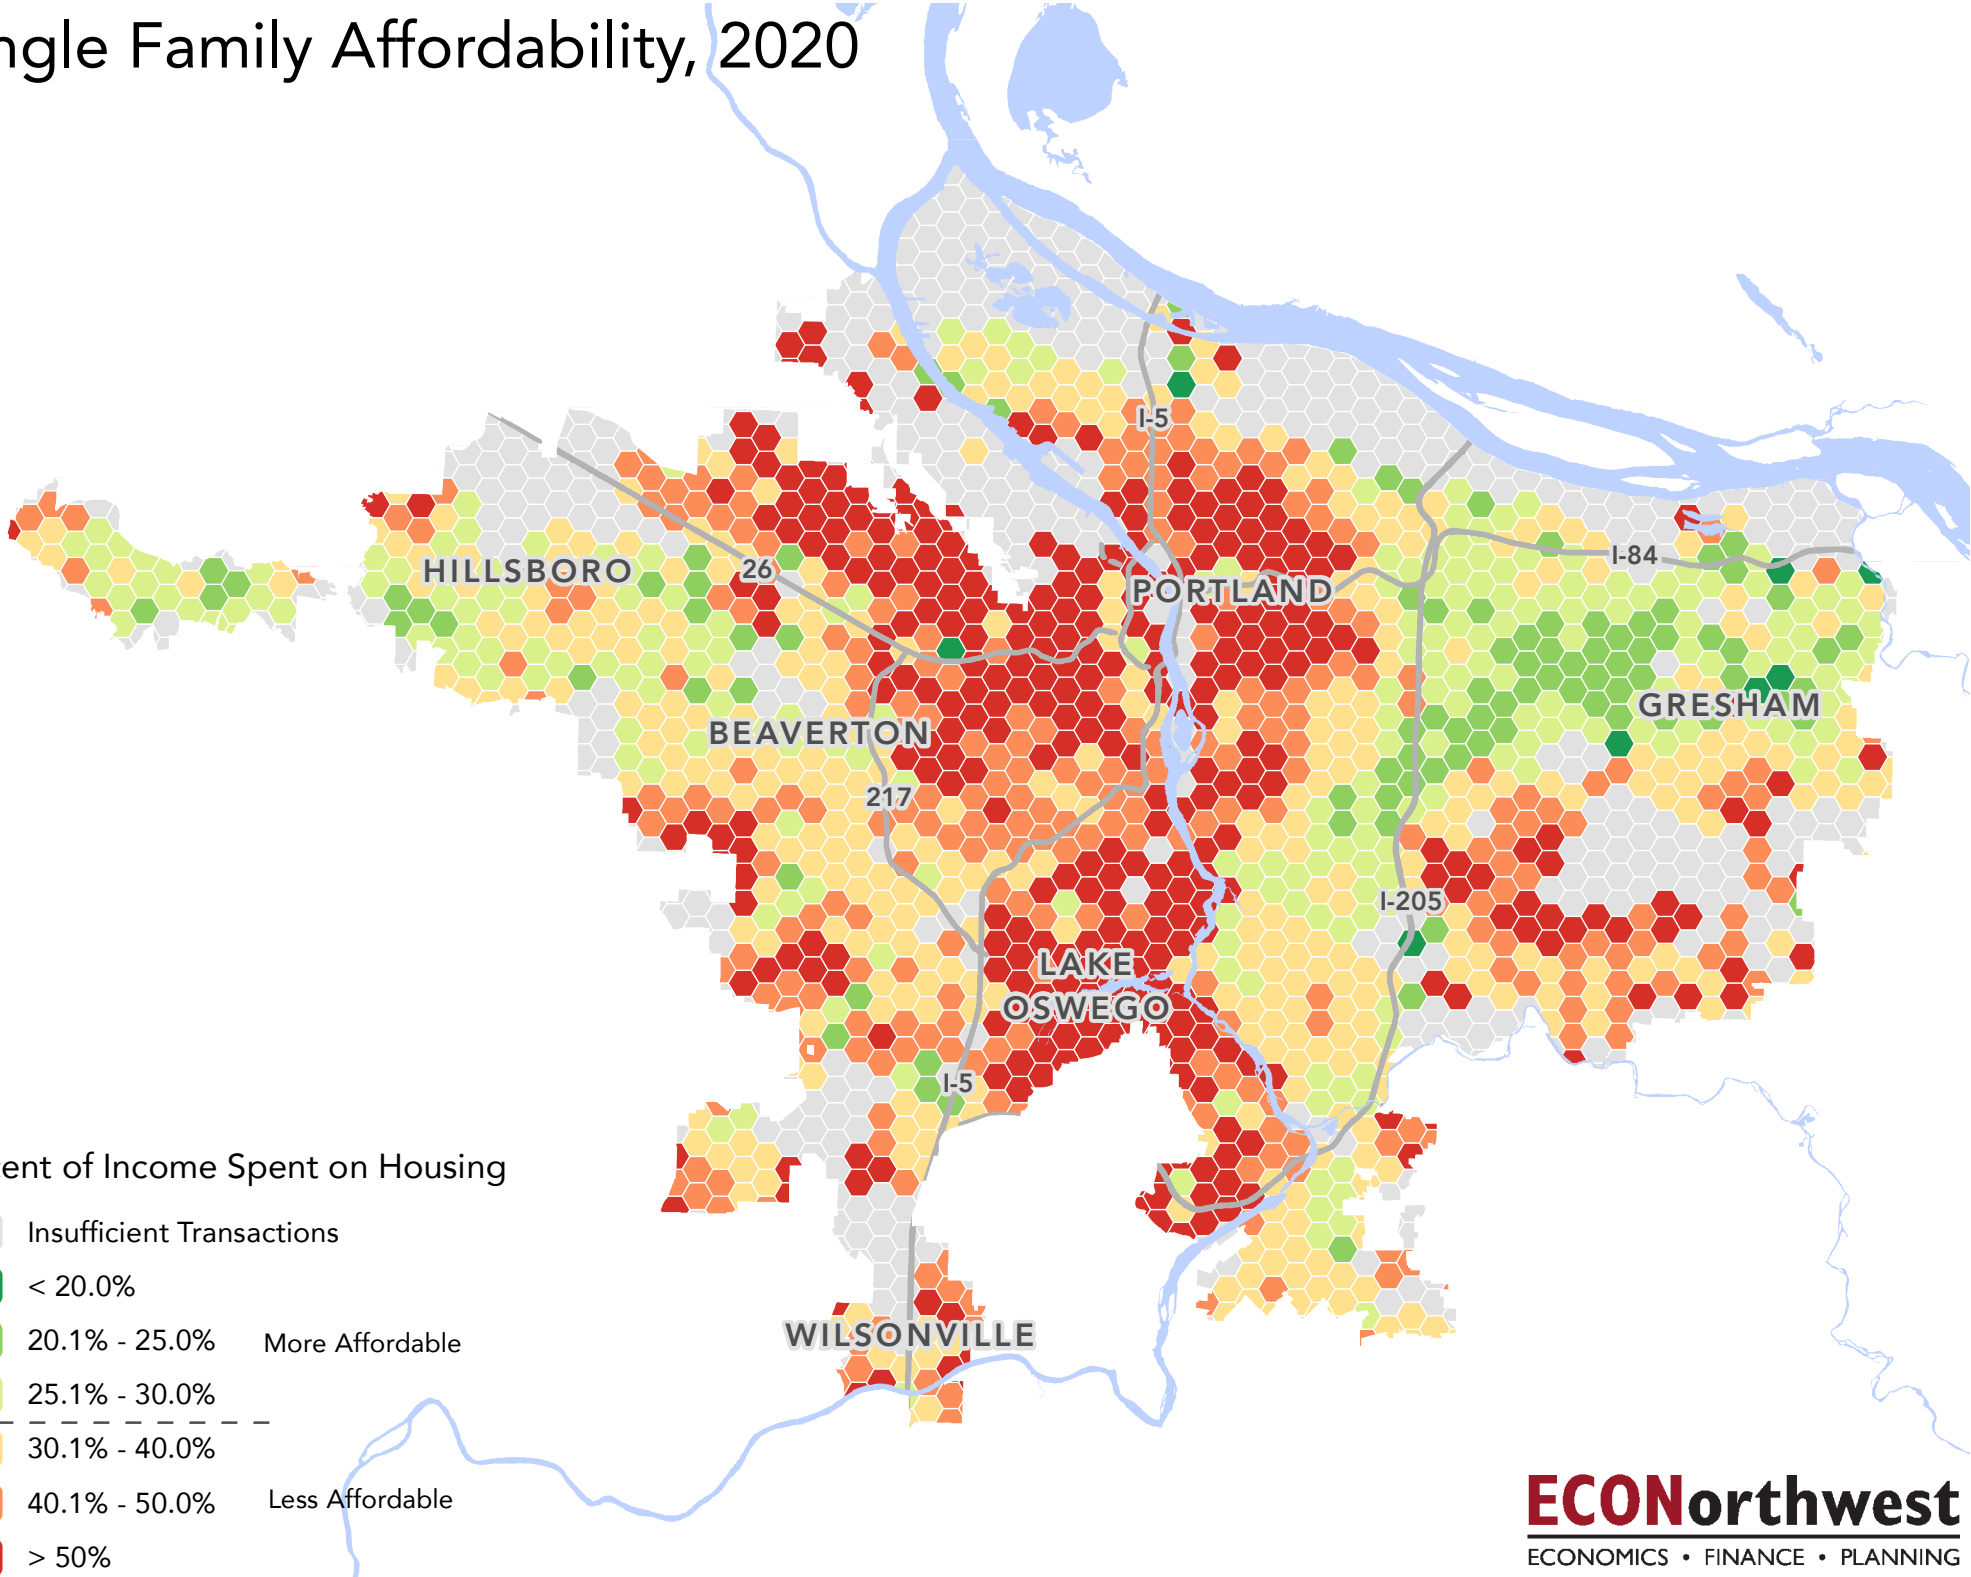 ngle Family Affordability, 2020
I-5
I-84
HILLSBORO
26
PORTLAND
GRESHAM
BEAVERTON
217
I-205
LAKE
OSWEGO
I-5
WILSONVILLE
ent of Income Spent on Housing
Insufficient Transactions
< 20.0%
20.1% - 25.0%
More Affordable
25.1% - 30.0%
30.1% - 40.0%
40.1% - 50.0%
Less Affordable
> 50%
ECONorthwest
ECONOMICS • FINANCE • PLANNING